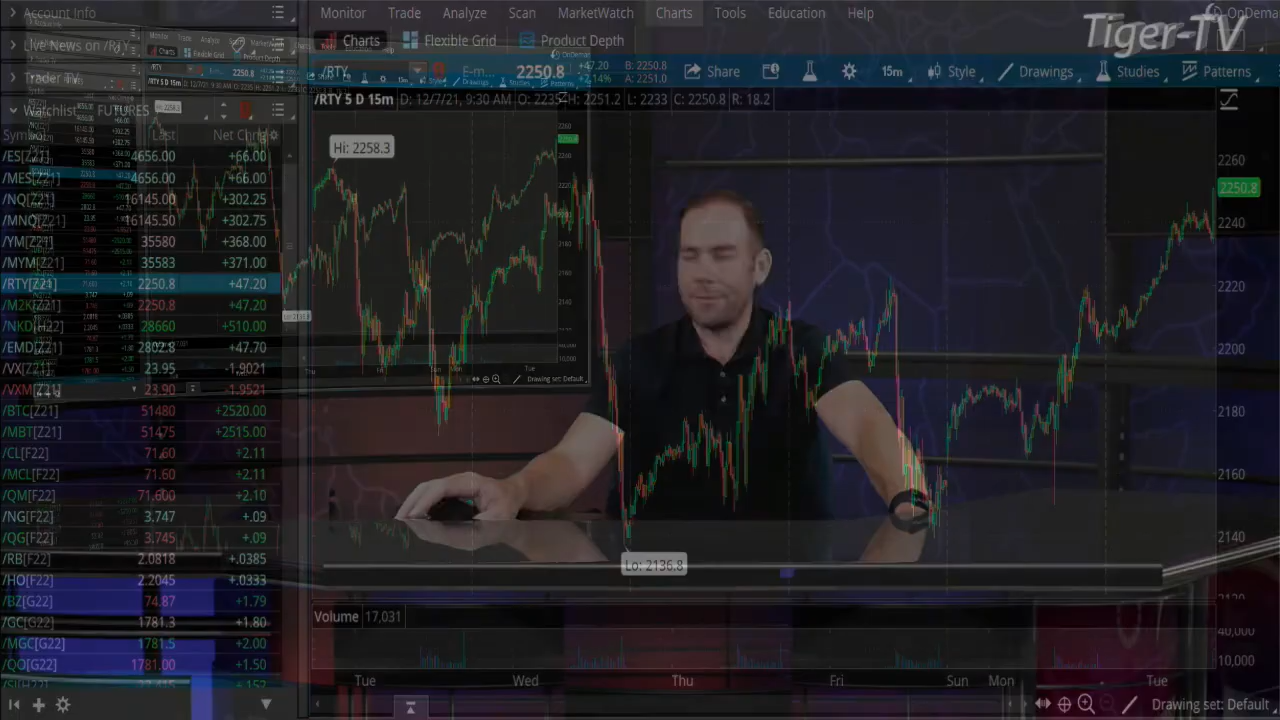 Account Info
Live News on /RTY
Trader TV
Watchlist FUTURES
Last Net Chng
/ES[Z21] 4656.00 +66.00
/MES[Z21] 4656.00 +66.00
/NQ[Z21] 16145.00 +302.25
/MNQ[Z21] 16145.50 +302.75
/YM[Z21] 35580 +368.00
/MYM[Z21] 35583 +371.00
/RTY[Z21] 2250.8 +47.20
/M2K[Z21] 2250.8 +47.20
/NKD[H22] 28660 +510.00
/EMD[Z21] 2802.8 +47.70
/VX[Z21] 23.95 -1.9021
/VXM[Z21] 23.90 -1.9521
/BTC[Z21] 51480 +2520.00
/MBT[Z21] 51475 +2515.00
/CL[F22] 71.60 +2.11
/MCL[F22] 71.60 +2.11
/QM[F22] 71.600 +2.10
/NG[F22] 3.747 +.09
/QG[F22] 3.745 +.09
/RB[F22] 2.0818 +.0385
/HO[F22] 2.2045 +.0333
/BZ[G22] 74.87 +1.79
/GC[G22] 1781.3 +1.80
/MGC[G22] 1781.5 +2.00
/QO[G22] 1781.00 +1.50
Monitor Trade Analyze Scan MarketWatch Charts Tools Education Help
OnDemand
Tiger-TV
Charts Flexible Grid Product Depth
/RTY E-m... 2250.8 +47.20 +2.14% B: 2250.8 A: 2251.0 Share 15m Style Drawings Studies Patterns
/RTY 5 D 15m D: 12/7/21, 9:30 AM O: 2235 H: 2251.2 L: 2233 C: 2250.8 R: 18.2
Hi: 2258.3
2260
2250.8
2240
2220
2200
2180
2160
2140
2120
Lo: 2136.8
Volume 17,031
40,000
10,000
Tue Wed Thu Fri Sun Mon Tue
Drawing set: Default